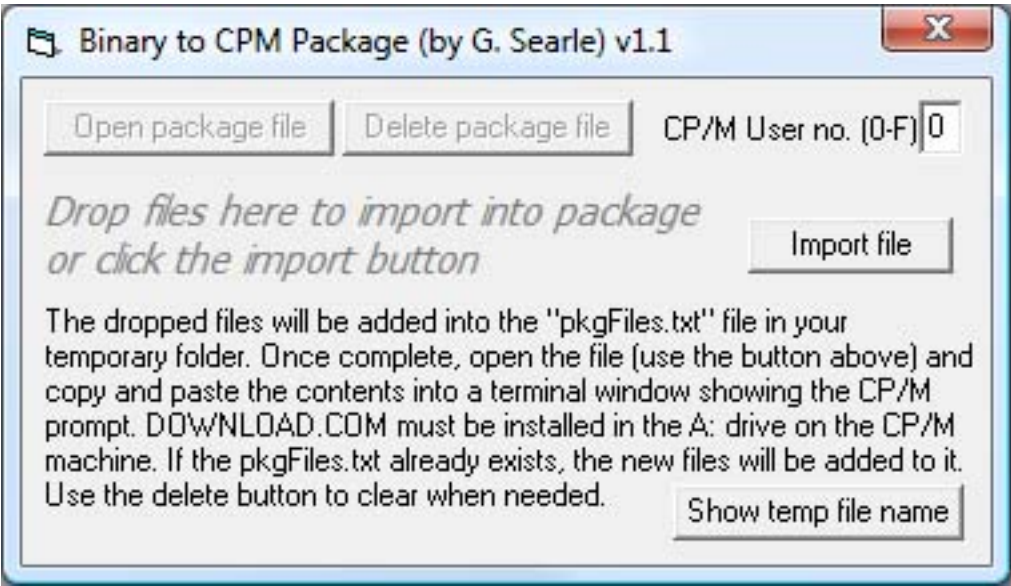 Binary to CPM Package (by G. Searle) v1.1
Open package file Delete package file CP/M User no. (0-F) 0
Drop files here to import into package
or click the import button
Import file
The dropped files will be added into the "pkgFiles.txt" file in your
temporary folder. Once complete, open the file (use the button above) and
copy and paste the contents into a terminal window showing the CP/M
prompt. DOWNLOAD.COM must be installed in the A: drive on the CP/M
machine. If the pkgFiles.txt already exists, the new files will be added to it.
Use the delete button to clear when needed.
Show temp file name